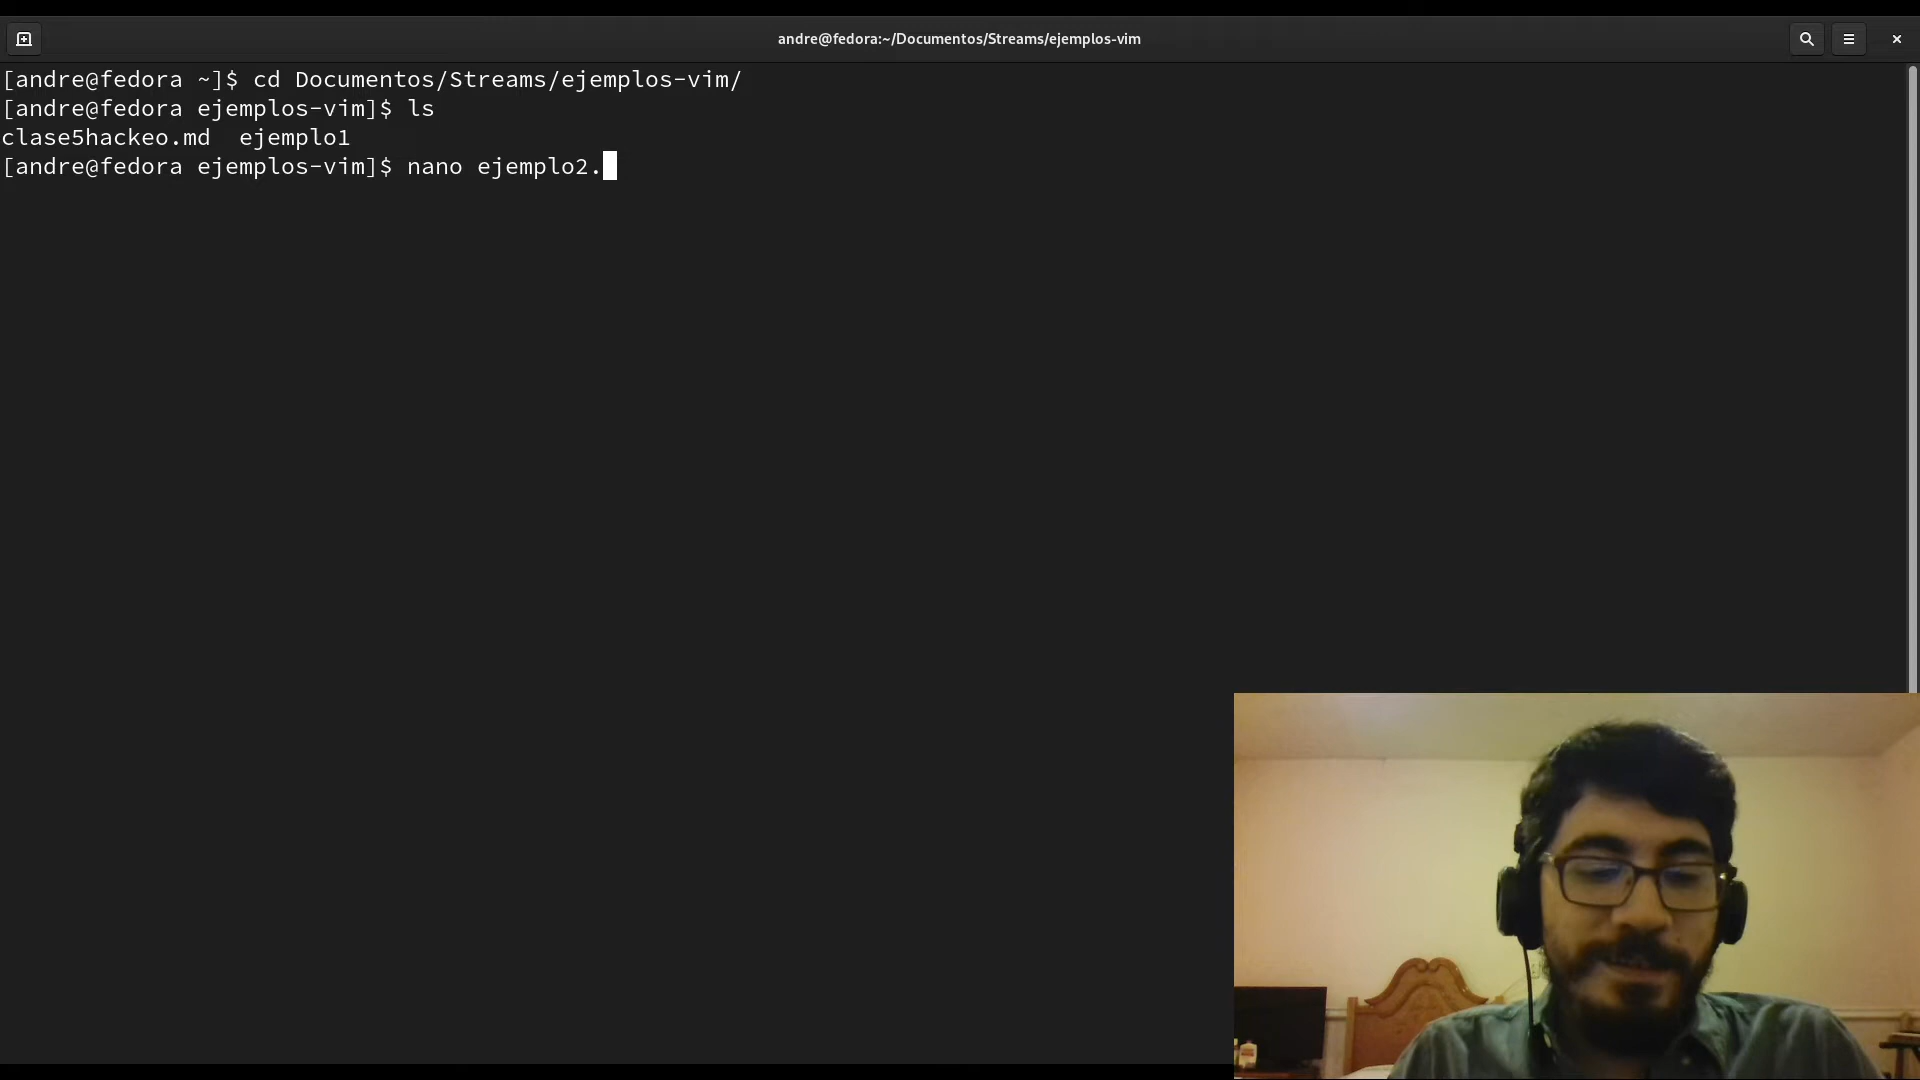 andre@fedora:~/Documentos/Streams/ejemplos-vim
[andre@fedora ~]$ cd Documentos/Streams/ejemplos-vim/
[andre@fedora ejemplos-vim]$ ls
clase5hackeo.md  ejemplo1
[andre@fedora ejemplos-vim]$ nano ejemplo2.